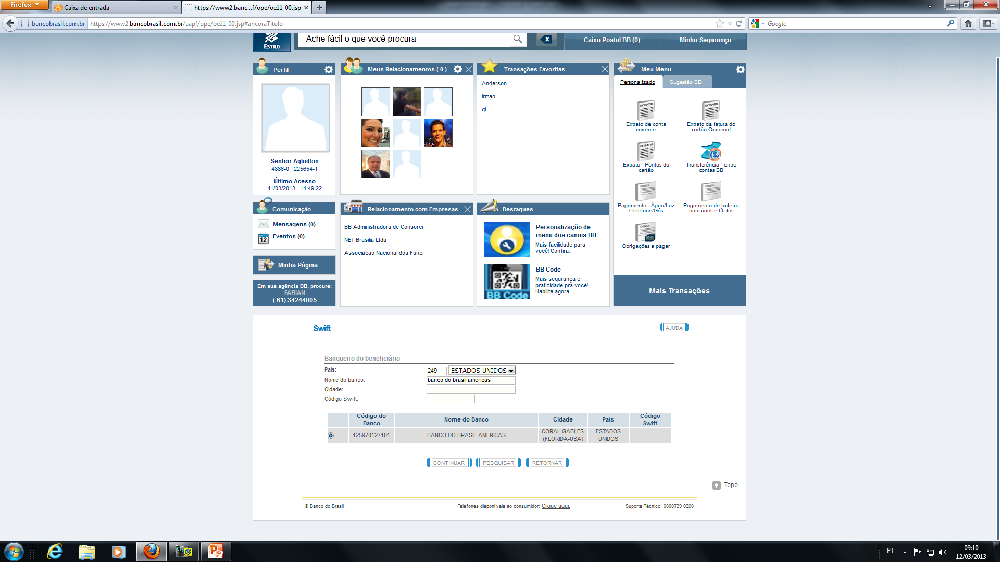 Firefox
Caixa de entrada
https://www2.banc...f/ope/oe11-00.jsp
bancobrasil.com.br
https://www2.bancobrasil.com.br/aapf/ope/oe11-00.jsp#ancoraTitulo
Google
ESTILO
Ache fácil o que você procura
x
Caixa Postal BB (0)
Minha Segurança
Perfil
Senhor Aglailton
4886-0 225654-1
Último Acesso
11/03/2013 14:49:22
Meus Relacionamentos ( 0 )
Transações Favoritas
Anderson
irmao
gi
Meu Menu
Personalizado
Sugestão BB
EXTRATOS
Extrato de conta
corrente
EXTRATOS
Extrato da fatura do
cartão Ourocard
EXTRATOS
Extrato - Pontos do
cartão
Transferência - entre
contas BB
CONTA
Pagamento - Água/Luz
/Telefone/Gás
CONTA
Pagamento de boletos
bancários e títulos
CONTA
DDA
Obrigações a pagar
Mais Transações
Comunicação
Mensagens (0)
12
Eventos (0)
Minha Página
Em sua agência BB, procure:
FABIAN
( 61) 34244005
Relacionamento com Empresas
BB Administradora de Consorci
NET Brasilia Ltda
Associacao Nacional dos Funci
Destaques
Personalização de
menu dos canais BB
Mais facilidade para
você! Confira.
BB Code
BB Code
Mais segurança e
praticidade pra você!
Habilite agora.
Swift
AJUDA
Banqueiro do beneficiário
País:
249
ESTADOS UNIDOS
Nome do banco:
banco do brasil americas
Cidade:
Código Swift:
Código do
Banco
Nome do Banco
Cidade
País
Código
Swift
125970127101
BANCO DO BRASIL AMERICAS
CORAL GABLES
(FLORIDA-USA)
ESTADOS
UNIDOS
CONTINUAR
PESQUISAR
RETORNAR
Topo
© Banco do Brasil
Telefones disponíveis ao consumidor: Clique aqui.
Suporte Técnico: 0800729 0200
PT
09:10
12/03/2013